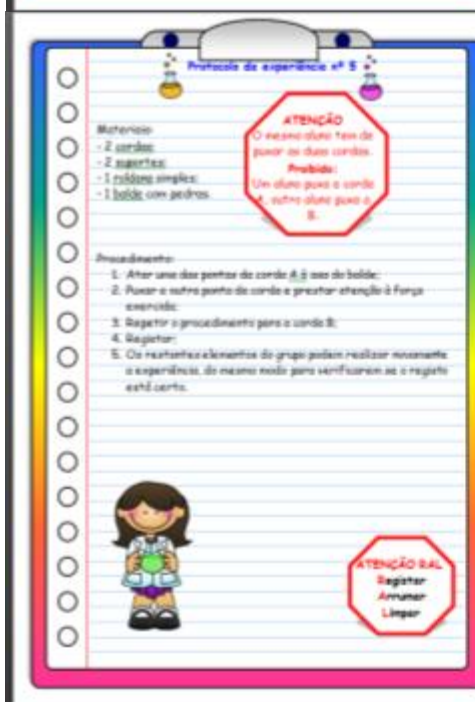 Protocolo de experiência nº 5
Materiais:
- 2 cordas;
- 2 suportes;
- 1 roldana simples;
- 1 balde com pedras.
ATENÇÃO
O mesmo aluno tem de
puxar as duas cordas.
Proibido:
Um aluno puxa a corda
A, outro aluno puxa a
B.
Procedimento:
1. Atar uma das pontas da corda A à asa do balde;
2. Puxar a outra ponta da corda e prestar atenção à força
exercida;
3. Repetir o procedimento para a corda B;
4. Registar;
5. Os restantes elementos do grupo podem realizar novamente
a experiência, do mesmo modo para verificarem se o registo
está certo.
ATENÇÃO RAL
Registar
Arrumar
Limpar